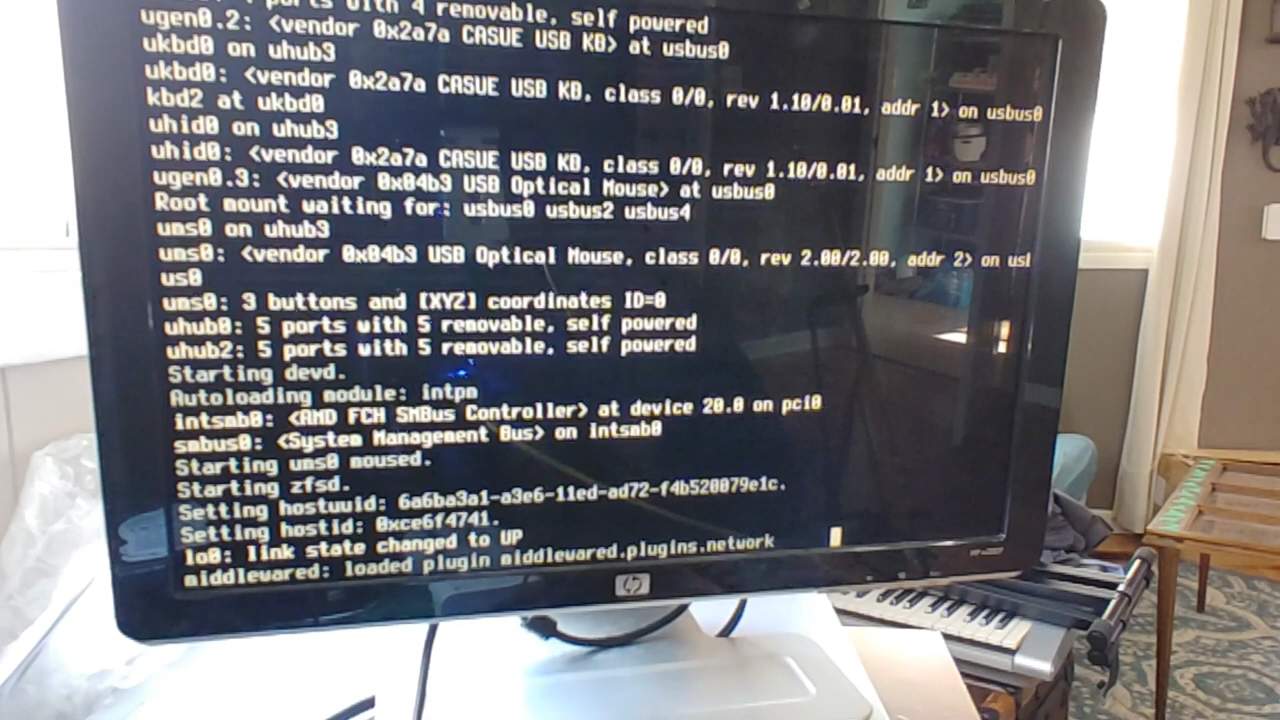 ports with 4 removable, self powered
ugen0.2: <vendor 0x2a7a CASUE USB KB> at usbus0
ukbd0 on uhub3
ukbd0: <vendor 0x2a7a CASUE USB KB, class 0/0, rev 1.10/0.01, addr 1> on usbus0
kbd2 at ukbd0
uhid0 on uhub3
uhid0: <vendor 0x2a7a CASUE USB KB, class 0/0, rev 1.10/0.01, addr 1> on usbus0
ugen0.3: <vendor 0x04b3 USB Optical Mouse> at usbus0
Root mount waiting for: usbus0 usbus2 usbus4
ums0 on uhub3
ums0: <vendor 0x04b3 USB Optical Mouse, class 0/0, rev 2.00/2.00, addr 2> on usb
us0
ums0: 3 buttons and [XYZ] coordinates ID=0
uhub0: 5 ports with 5 removable, self powered
uhub2: 5 ports with 5 removable, self powered
Starting devd.
Autoloading module: intpm
intsmb0: <AMD FCH SMBus Controller> at device 20.0 on pci0
smbus0: <System Management Bus> on intsmb0
Starting ums0 moused.
Starting zfsd.
Setting hostuuid: 6a6ba3a1-a3e6-11ed-ad72-f4b520079e1c.
Setting hostid: 0xce6f4741.
lo0: link state changed to UP
middlewared: loaded plugin middlewared.plugins.network
hp